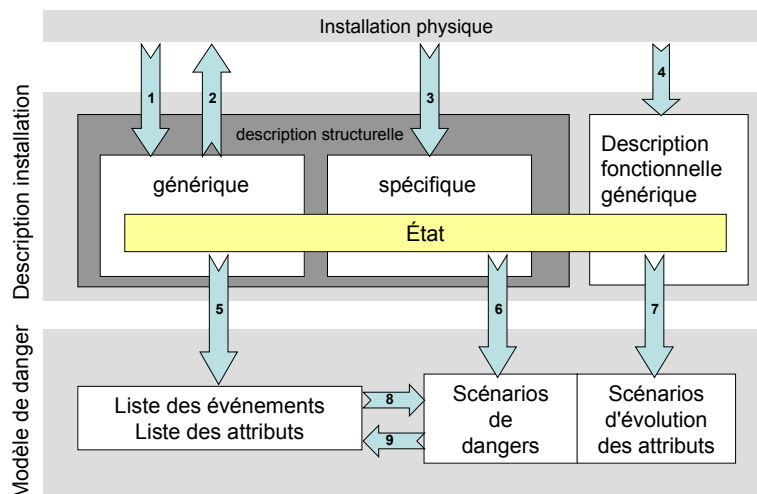 Installation physique
1
2
3
4
Description installation
description structurelle
générique
spécifique
Description
fonctionnelle
générique
État
5
6
7
Modèle de danger
Liste des événements
Liste des attributs
8
9
Scénarios
de
dangers
Scénarios
d'évolution
des attributs